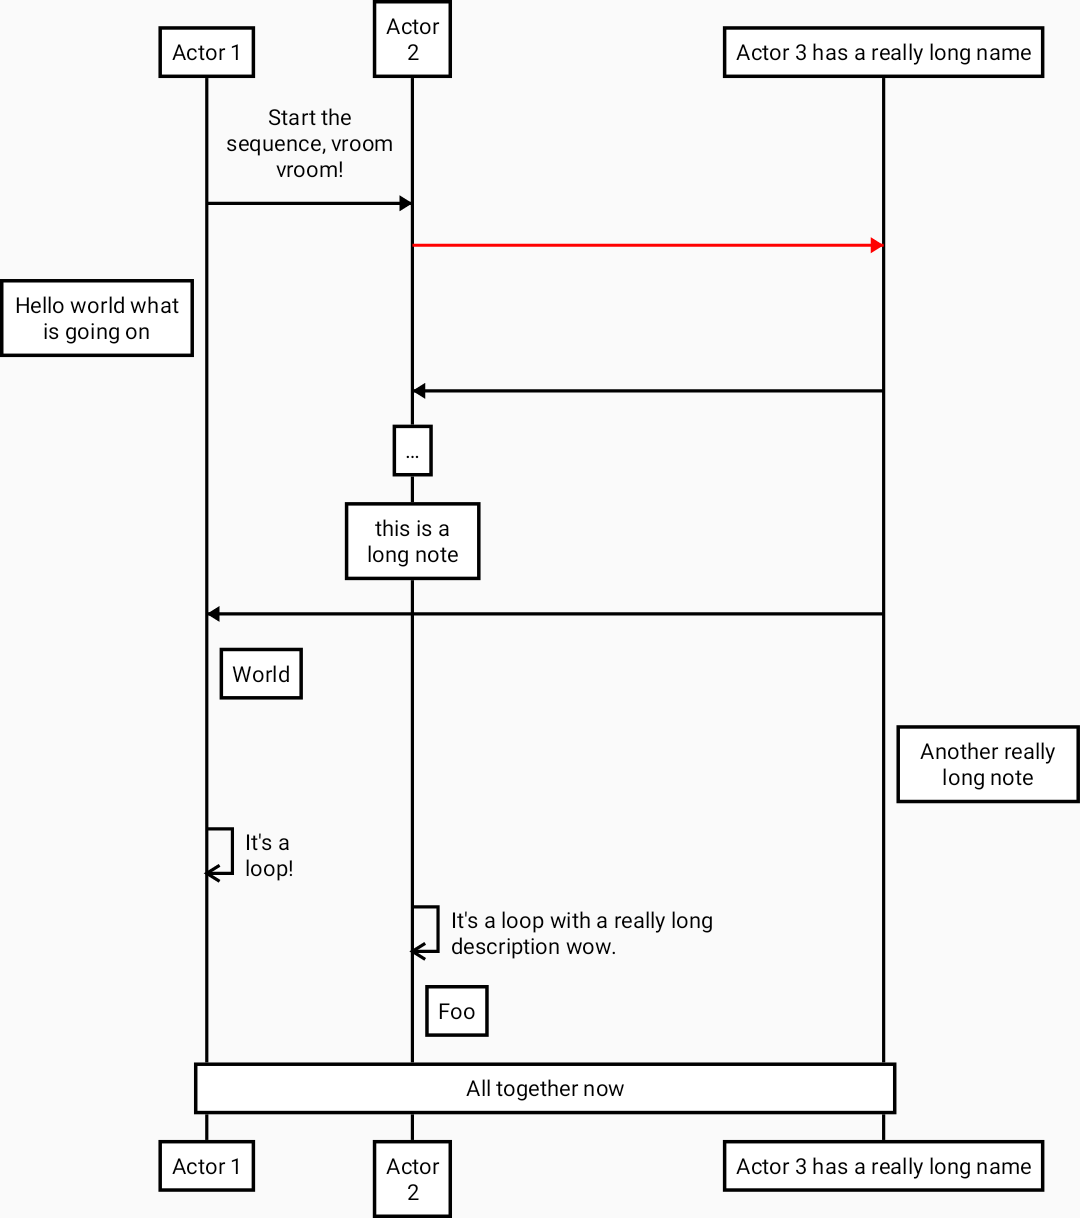 Actor 1
Actor
2
Actor 3 has a really long name
Start the
sequence, vroom
vroom!
Hello world what
is going on
...
this is a
long note
World
Another really
long note
It's a
loop!
It's a loop with a really long
description wow.
Foo
All together now
Actor 1
Actor
2
Actor 3 has a really long name